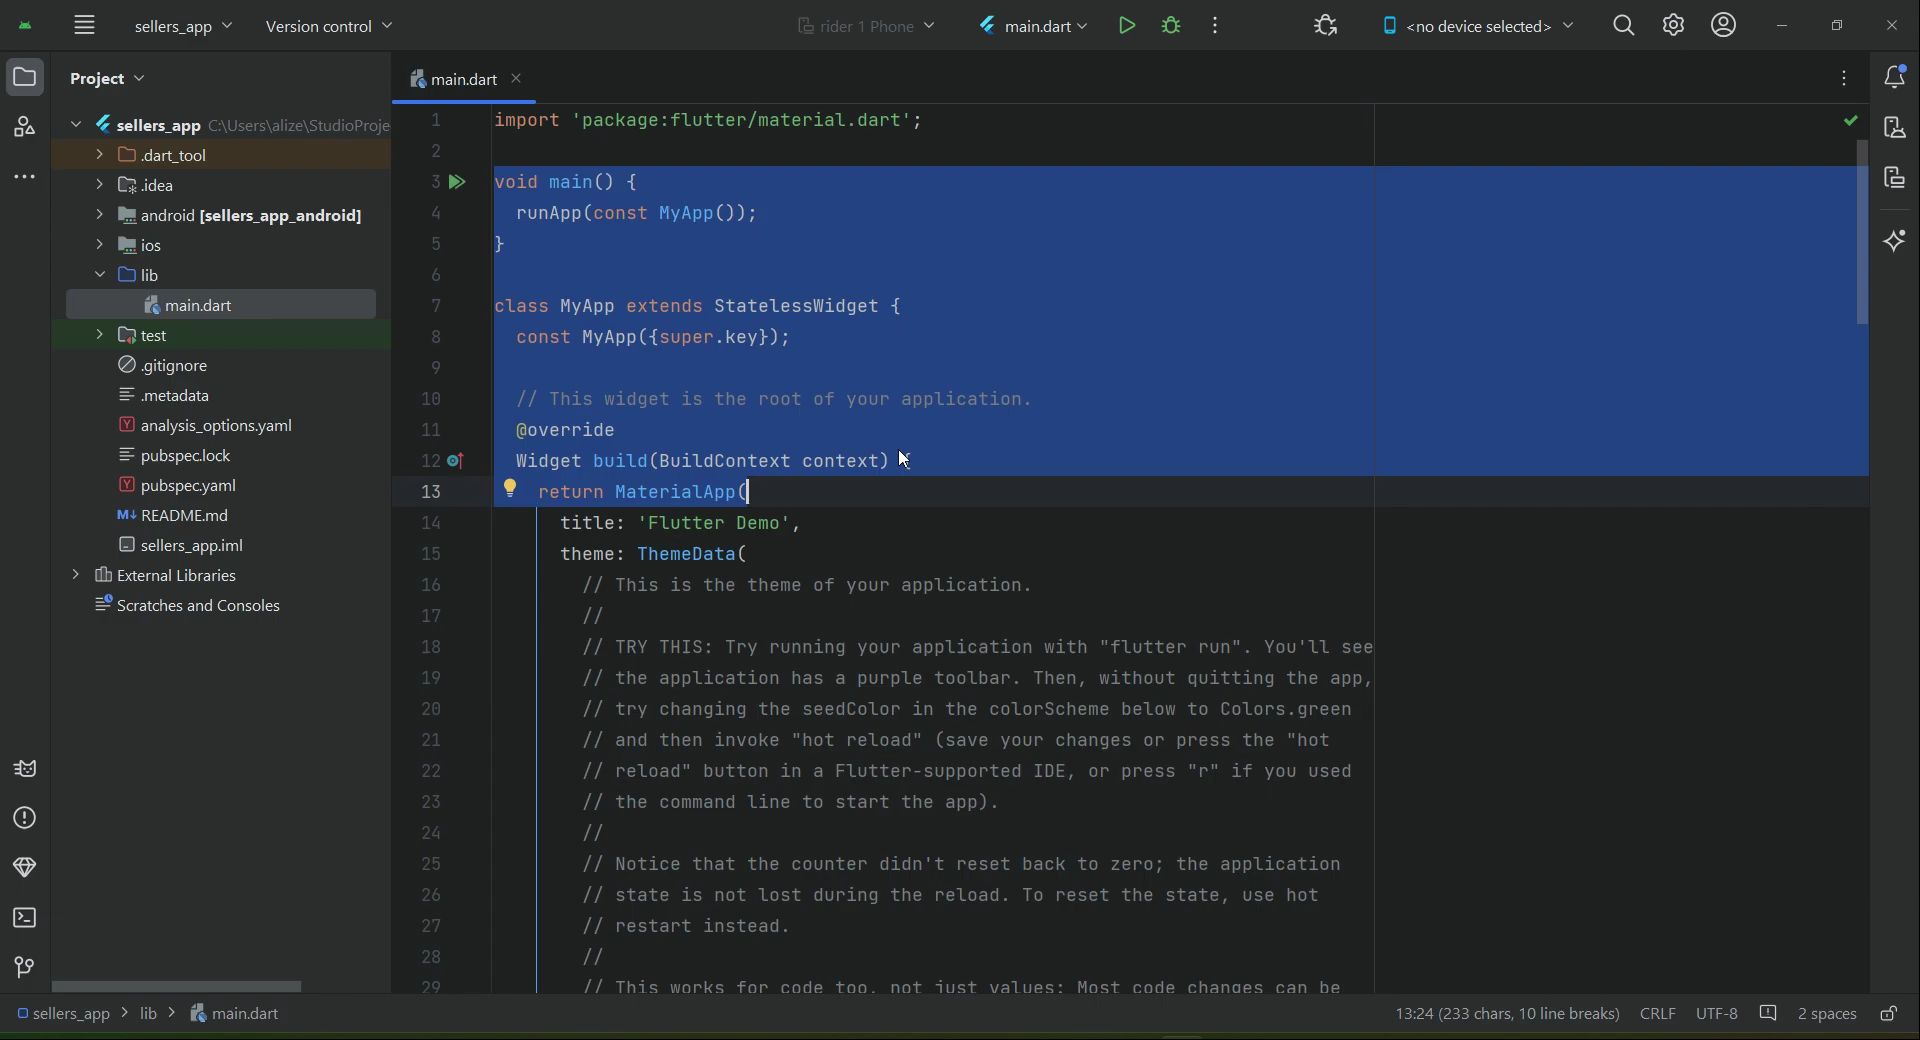 sellers_app
Version control
rider 1 Phone
main.dart
<no device selected>
Project
main.dart
sellers_app C:\Users\alize\StudioProje
.dart_tool
.idea
android [sellers_app_android]
ios
lib
main.dart
test
.gitignore
.metadata
analysis_options.yaml
pubspec.lock
pubspec.yaml
M↓ README.md
sellers_app.iml
External Libraries
Scratches and Consoles
1 import 'package:flutter/material.dart';
2
3 void main() {
4 runApp(const MyApp());
5 }
6
7 class MyApp extends StatelessWidget {
8 const MyApp({super.key});
9
10 // This widget is the root of your application.
11 @override
12 Widget build(BuildContext context) {
13 return MaterialApp(
14 title: 'Flutter Demo',
15 theme: ThemeData(
16 // This is the theme of your application.
17 //
18 // TRY THIS: Try running your application with "flutter run". You'll see
19 // the application has a purple toolbar. Then, without quitting the app,
20 // try changing the seedColor in the colorScheme below to Colors.green
21 // and then invoke "hot reload" (save your changes or press the "hot
22 // reload" button in a Flutter-supported IDE, or press "r" if you used
23 // the command line to start the app).
24 //
25 // Notice that the counter didn't reset back to zero; the application
26 // state is not lost during the reload. To reset the state, use hot
27 // restart instead.
28 //
29 // This works for code too, not just values: Most code changes can be
sellers_app > lib > main.dart
13:24 (233 chars, 10 line breaks) CRLF UTF-8 2 spaces